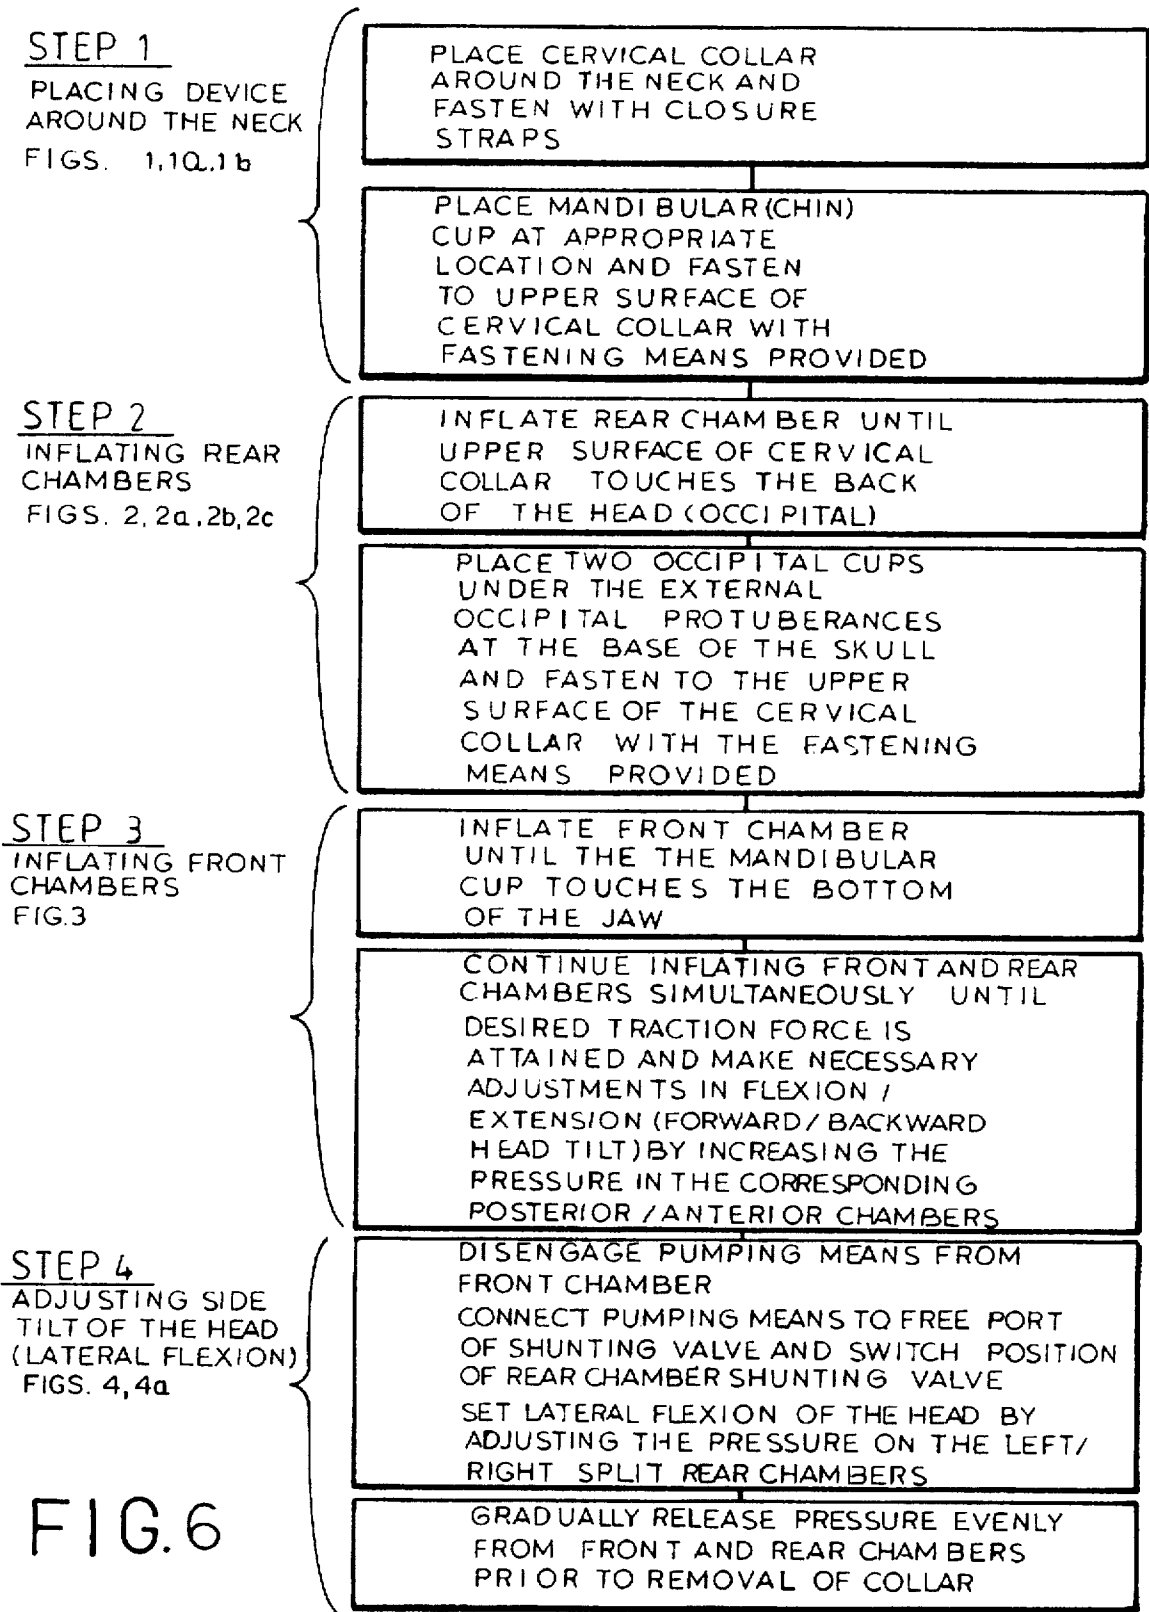 STEP 1
PLACING DEVICE
AROUND THE NECK
FIGS. 1,1a,1b
PLACE CERVICAL COLLAR
AROUND THE NECK AND
FASTEN WITH CLOSURE
STRAPS
PLACE MANDIBULAR (CHIN)
CUP AT APPROPRIATE
LOCATION AND FASTEN
TO UPPER SURFACE OF
CERVICAL COLLAR WITH
FASTENING MEANS PROVIDED
STEP 2
INFLATING REAR
CHAMBERS
FIGS. 2, 2a, 2b, 2c
INFLATE REAR CHAMBER UNTIL
UPPER SURFACE OF CERVICAL
COLLAR TOUCHES THE BACK
OF THE HEAD (OCCIPITAL)
PLACE TWO OCCIPITAL CUPS
UNDER THE EXTERNAL
OCCIPITAL PROTUBERANCES
AT THE BASE OF THE SKULL
AND FASTEN TO THE UPPER
SURFACE OF THE CERVICAL
COLLAR WITH THE FASTENING
MEANS PROVIDED
STEP 3
INFLATING FRONT
CHAMBERS
FIG.3
INFLATE FRONT CHAMBER
UNTIL THE THE MANDIBULAR
CUP TOUCHES THE BOTTOM
OF THE JAW
CONTINUE INFLATING FRONT AND REAR
CHAMBERS SIMULTANEOUSLY UNTIL
DESIRED TRACTION FORCE IS
ATTAINED AND MAKE NECESSARY
ADJUSTMENTS IN FLEXION /
EXTENSION (FORWARD / BACKWARD
HEAD TILT) BY INCREASING THE
PRESSURE IN THE CORRESPONDING
POSTERIOR / ANTERIOR CHAMBERS
STEP 4
ADJUSTING SIDE
TILT OF THE HEAD
(LATERAL FLEXION)
FIGS. 4, 4a
DISENGAGE PUMPING MEANS FROM
FRONT CHAMBER
CONNECT PUMPING MEANS TO FREE PORT
OF SHUNTING VALVE AND SWITCH POSITION
OF REAR CHAMBER SHUNTING VALVE
SET LATERAL FLEXION OF THE HEAD BY
ADJUSTING THE PRESSURE ON THE LEFT/
RIGHT SPLIT REAR CHAMBERS
GRADUALLY RELEASE PRESSURE EVENLY
FROM FRONT AND REAR CHAMBERS
PRIOR TO REMOVAL OF COLLAR
FIG.6